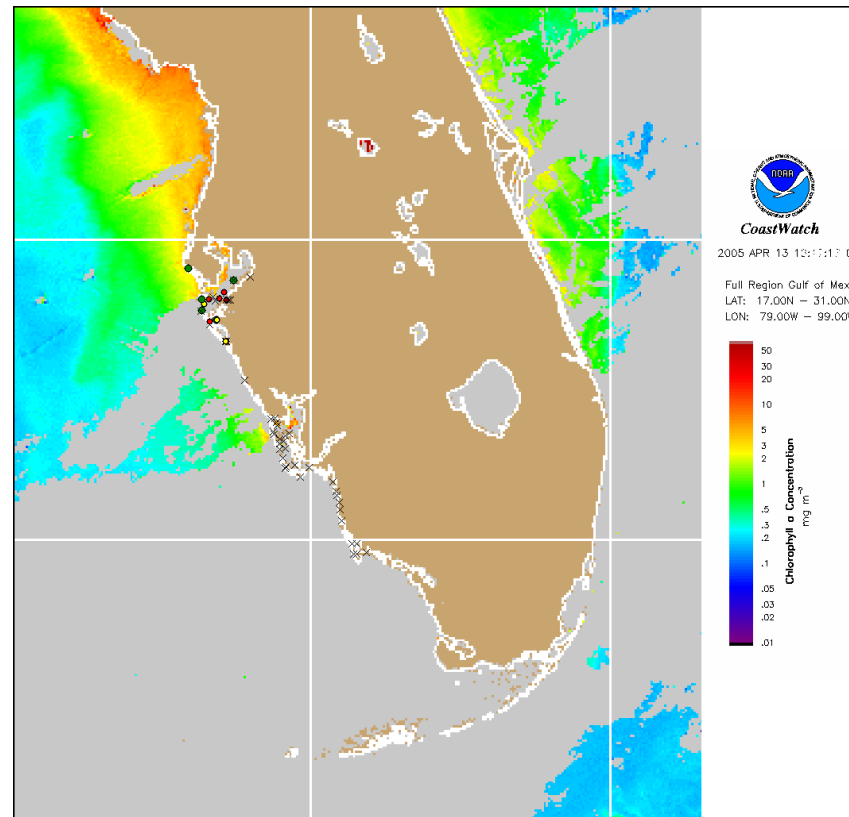 NOAA
CoastWatch
2005 APR 13
Full Region Gulf of Mex
LAT: 17.00N – 31.00N
LON: 79.00W – 99.00W
50
30
20
10
5
3
2
1
.5
.3
.2
.1
.05
.03
.02
.01
Chlorophyll a Concentration
mg m⁻³